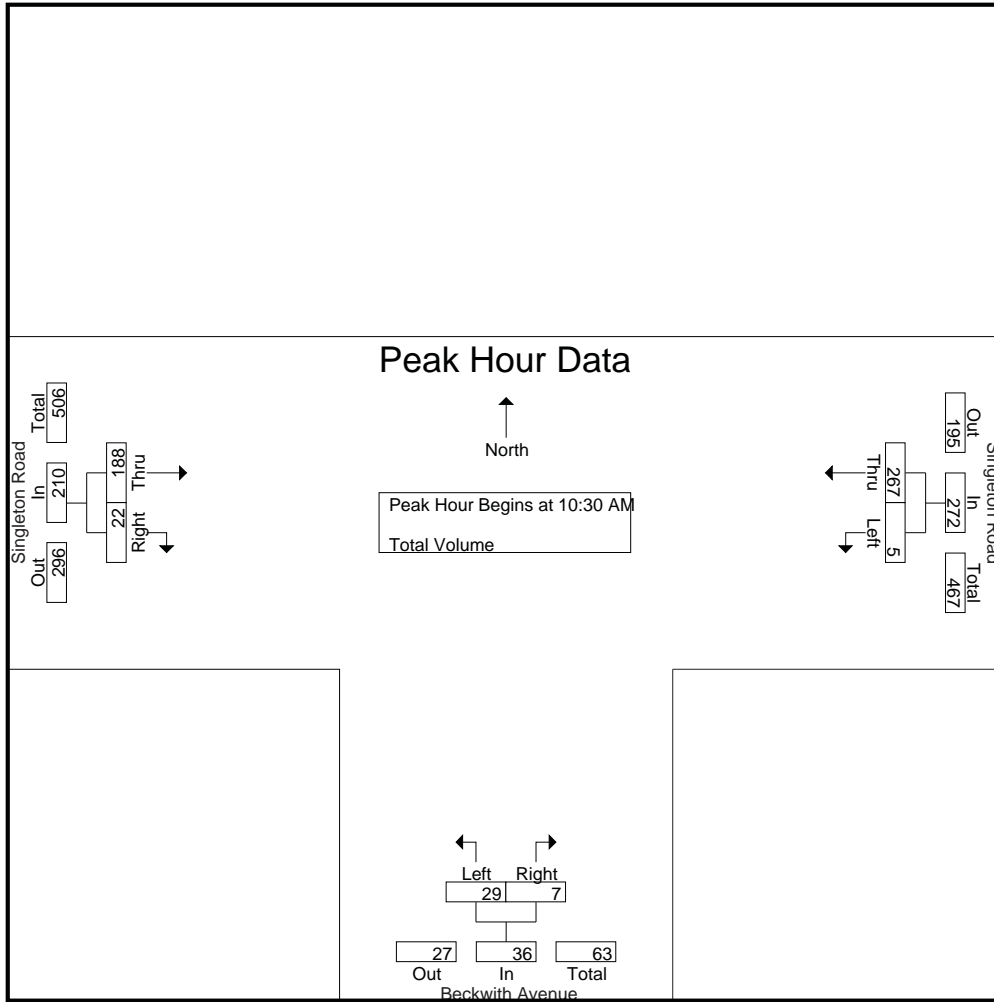 Peak Hour Data
North
Peak Hour Begins at 10:30 AM
Total Volume
Singleton Road
Total
506
In
210
Out
296
Thru
188
Right
22
Singleton Road
Out
195
In
272
Total
467
Thru
267
Left
5
Left Right
29 7
27 36 63
Out In Total
Beckwith Avenue